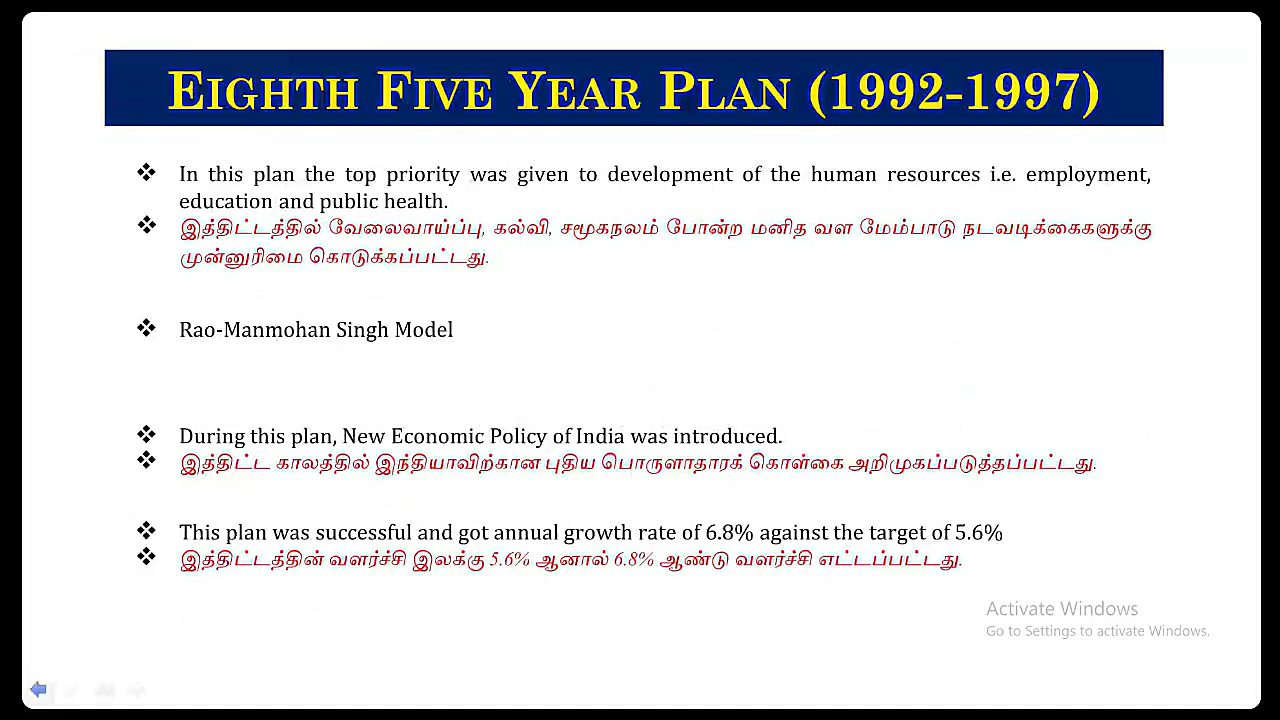 EIGHTH FIVE YEAR PLAN (1992-1997)
❖ In this plan the top priority was given to development of the human resources i.e. employment,
education and public health.
❖ இத்திட்டத்தில் வேலைவாய்ப்பு, கல்வி, சமூகநலம் போன்ற மனித வள மேம்பாடு நடவடிக்கைகளுக்கு
முன்னுரிமை கொடுக்கப்பட்டது.
❖ Rao-Manmohan Singh Model
❖ During this plan, New Economic Policy of India was introduced.
❖ இத்திட்ட காலத்தில் இந்தியாவிற்கான புதிய பொருளாதாரக் கொள்கை அறிமுகப்படுத்தப்பட்டது.
❖ This plan was successful and got annual growth rate of 6.8% against the target of 5.6%
❖ இத்திட்டத்தின் வளர்ச்சி இலக்கு 5.6% ஆனால் 6.8% ஆண்டு வளர்ச்சி எட்டப்பட்டது.
Activate Windows
Go to Settings to activate Windows.